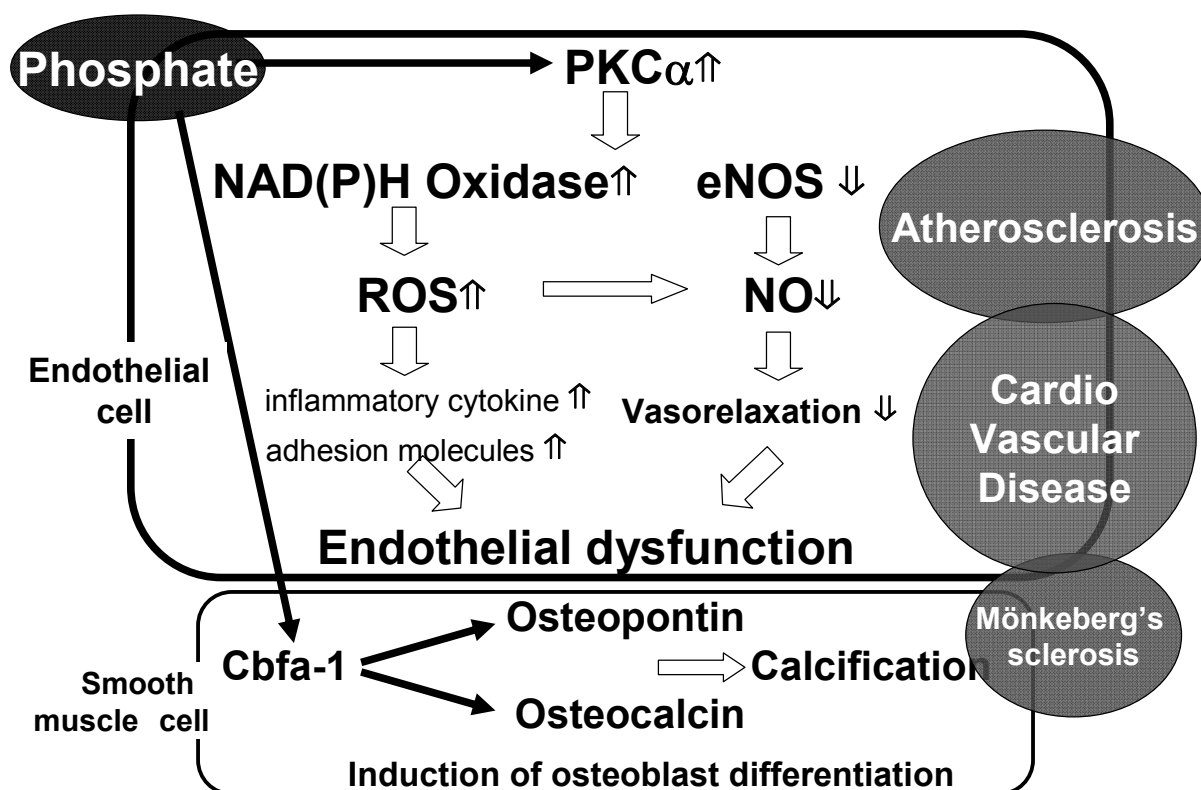 Phosphate
PKCα⇑
NAD(P)H Oxidase⇑
eNOS ⇓
Atherosclerosis
ROS⇑
NO⇓
Endothelial
cell
inflammatory cytokine ⇑
adhesion molecules ⇑
Vasorelaxation ⇓
Cardio
Vascular
Disease
Endothelial dysfunction
Osteopontin
Mönkeberg's
sclerosis
Cbfa-1
Calcification
Smooth
muscle cell
Osteocalcin
Induction of osteoblast differentiation